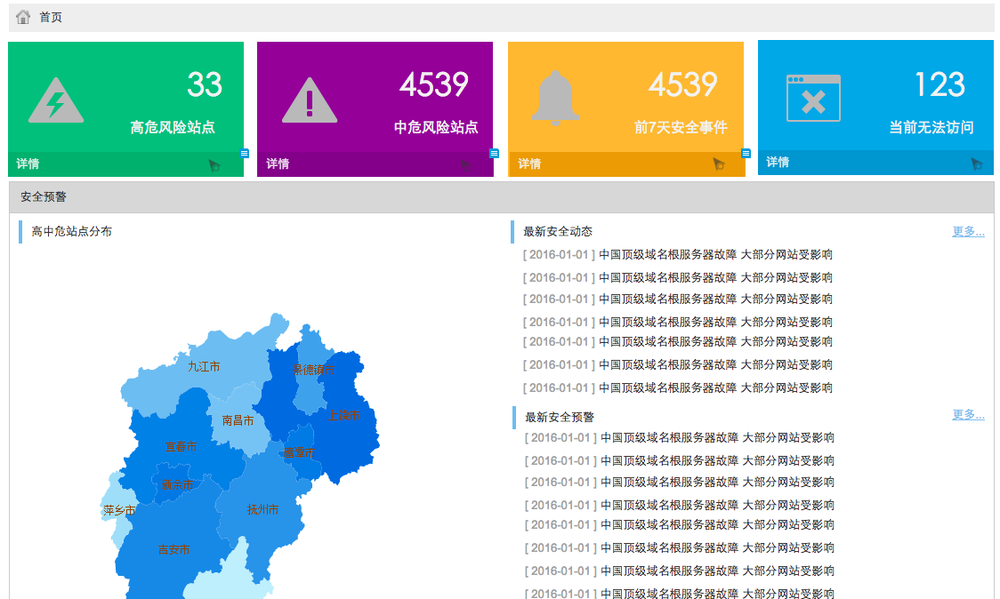 首页
33
高危风险站点
详情
4539
中危风险站点
详情
4539
前7天安全事件
详情
123
当前无法访问
详情
安全预警
高中危站点分布
九江市
景德镇市
上饶市
南昌市
宜春市
鹰潭市
新余市
萍乡市
抚州市
吉安市
最新安全动态 更多...
[ 2016-01-01 ] 中国顶级域名根服务器故障 大部分网站受影响
[ 2016-01-01 ] 中国顶级域名根服务器故障 大部分网站受影响
[ 2016-01-01 ] 中国顶级域名根服务器故障 大部分网站受影响
[ 2016-01-01 ] 中国顶级域名根服务器故障 大部分网站受影响
[ 2016-01-01 ] 中国顶级域名根服务器故障 大部分网站受影响
[ 2016-01-01 ] 中国顶级域名根服务器故障 大部分网站受影响
[ 2016-01-01 ] 中国顶级域名根服务器故障 大部分网站受影响
最新安全预警 更多...
[ 2016-01-01 ] 中国顶级域名根服务器故障 大部分网站受影响
[ 2016-01-01 ] 中国顶级域名根服务器故障 大部分网站受影响
[ 2016-01-01 ] 中国顶级域名根服务器故障 大部分网站受影响
[ 2016-01-01 ] 中国顶级域名根服务器故障 大部分网站受影响
[ 2016-01-01 ] 中国顶级域名根服务器故障 大部分网站受影响
[ 2016-01-01 ] 中国顶级域名根服务器故障 大部分网站受影响
[ 2016-01-01 ] 中国顶级域名根服务器故障 大部分网站受影响
[ 2016-01-01 ] 中国顶级域名根服务器故障 大部分网站受影响